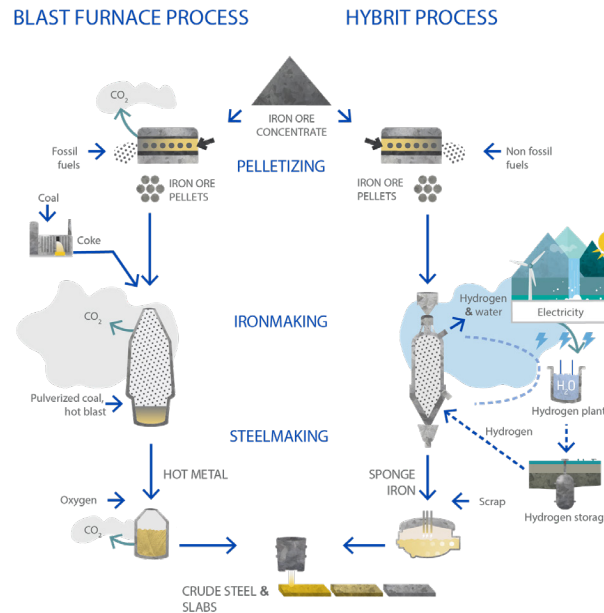 BLAST FURNACE PROCESS
HYBRIT PROCESS
CO2
IRON ORE
CONCENTRATE
Fossil
fuels
Non fossil
fuels
PELLETIZING
IRON ORE
PELLETS
IRON ORE
PELLETS
Coal
Coke
CO2
IRONMAKING
Hydrogen
& water
Electricity
H2O
Pulverized coal,
hot blast
Hydrogen plant
STEELMAKING
Hydrogen
HOT METAL
SPONGE
IRON
Oxygen
Scrap
Hydrogen storag
CO2
CRUDE STEEL &
SLABS